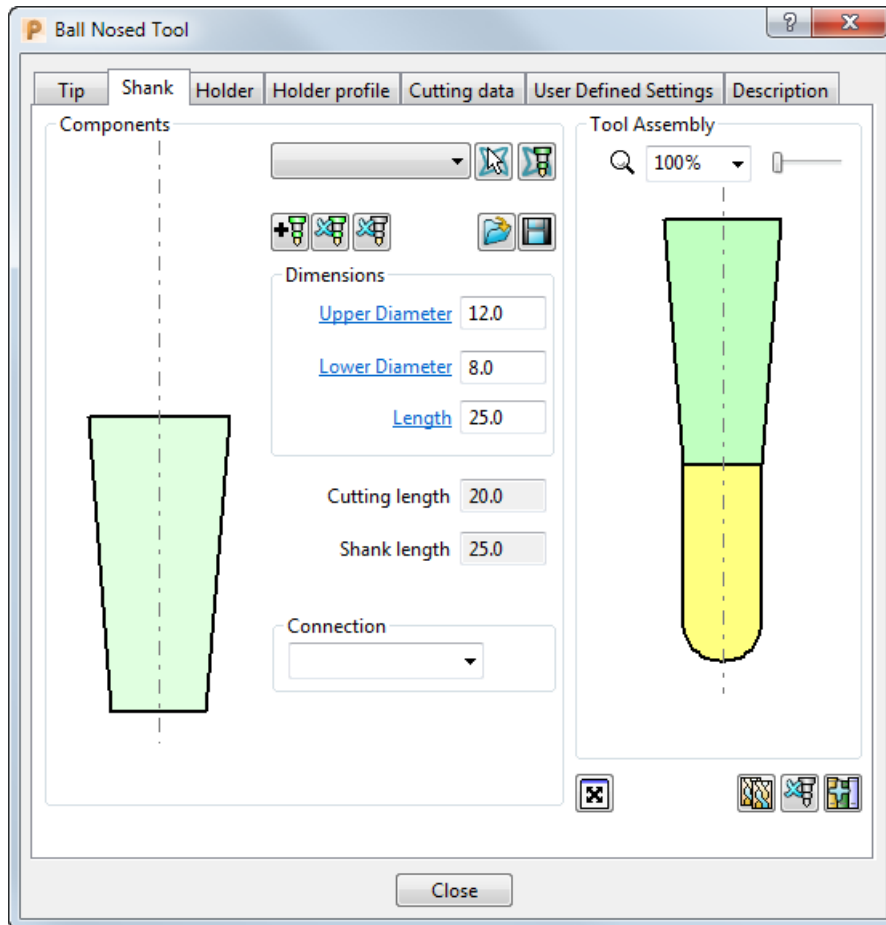 Ball Nosed Tool
Tip Shank Holder Holder profile Cutting data User Defined Settings Description
Components
Tool Assembly
100%
Dimensions
Upper Diameter 12.0
Lower Diameter 8.0
Length 25.0
Cutting length 20.0
Shank length 25.0
Connection
Close